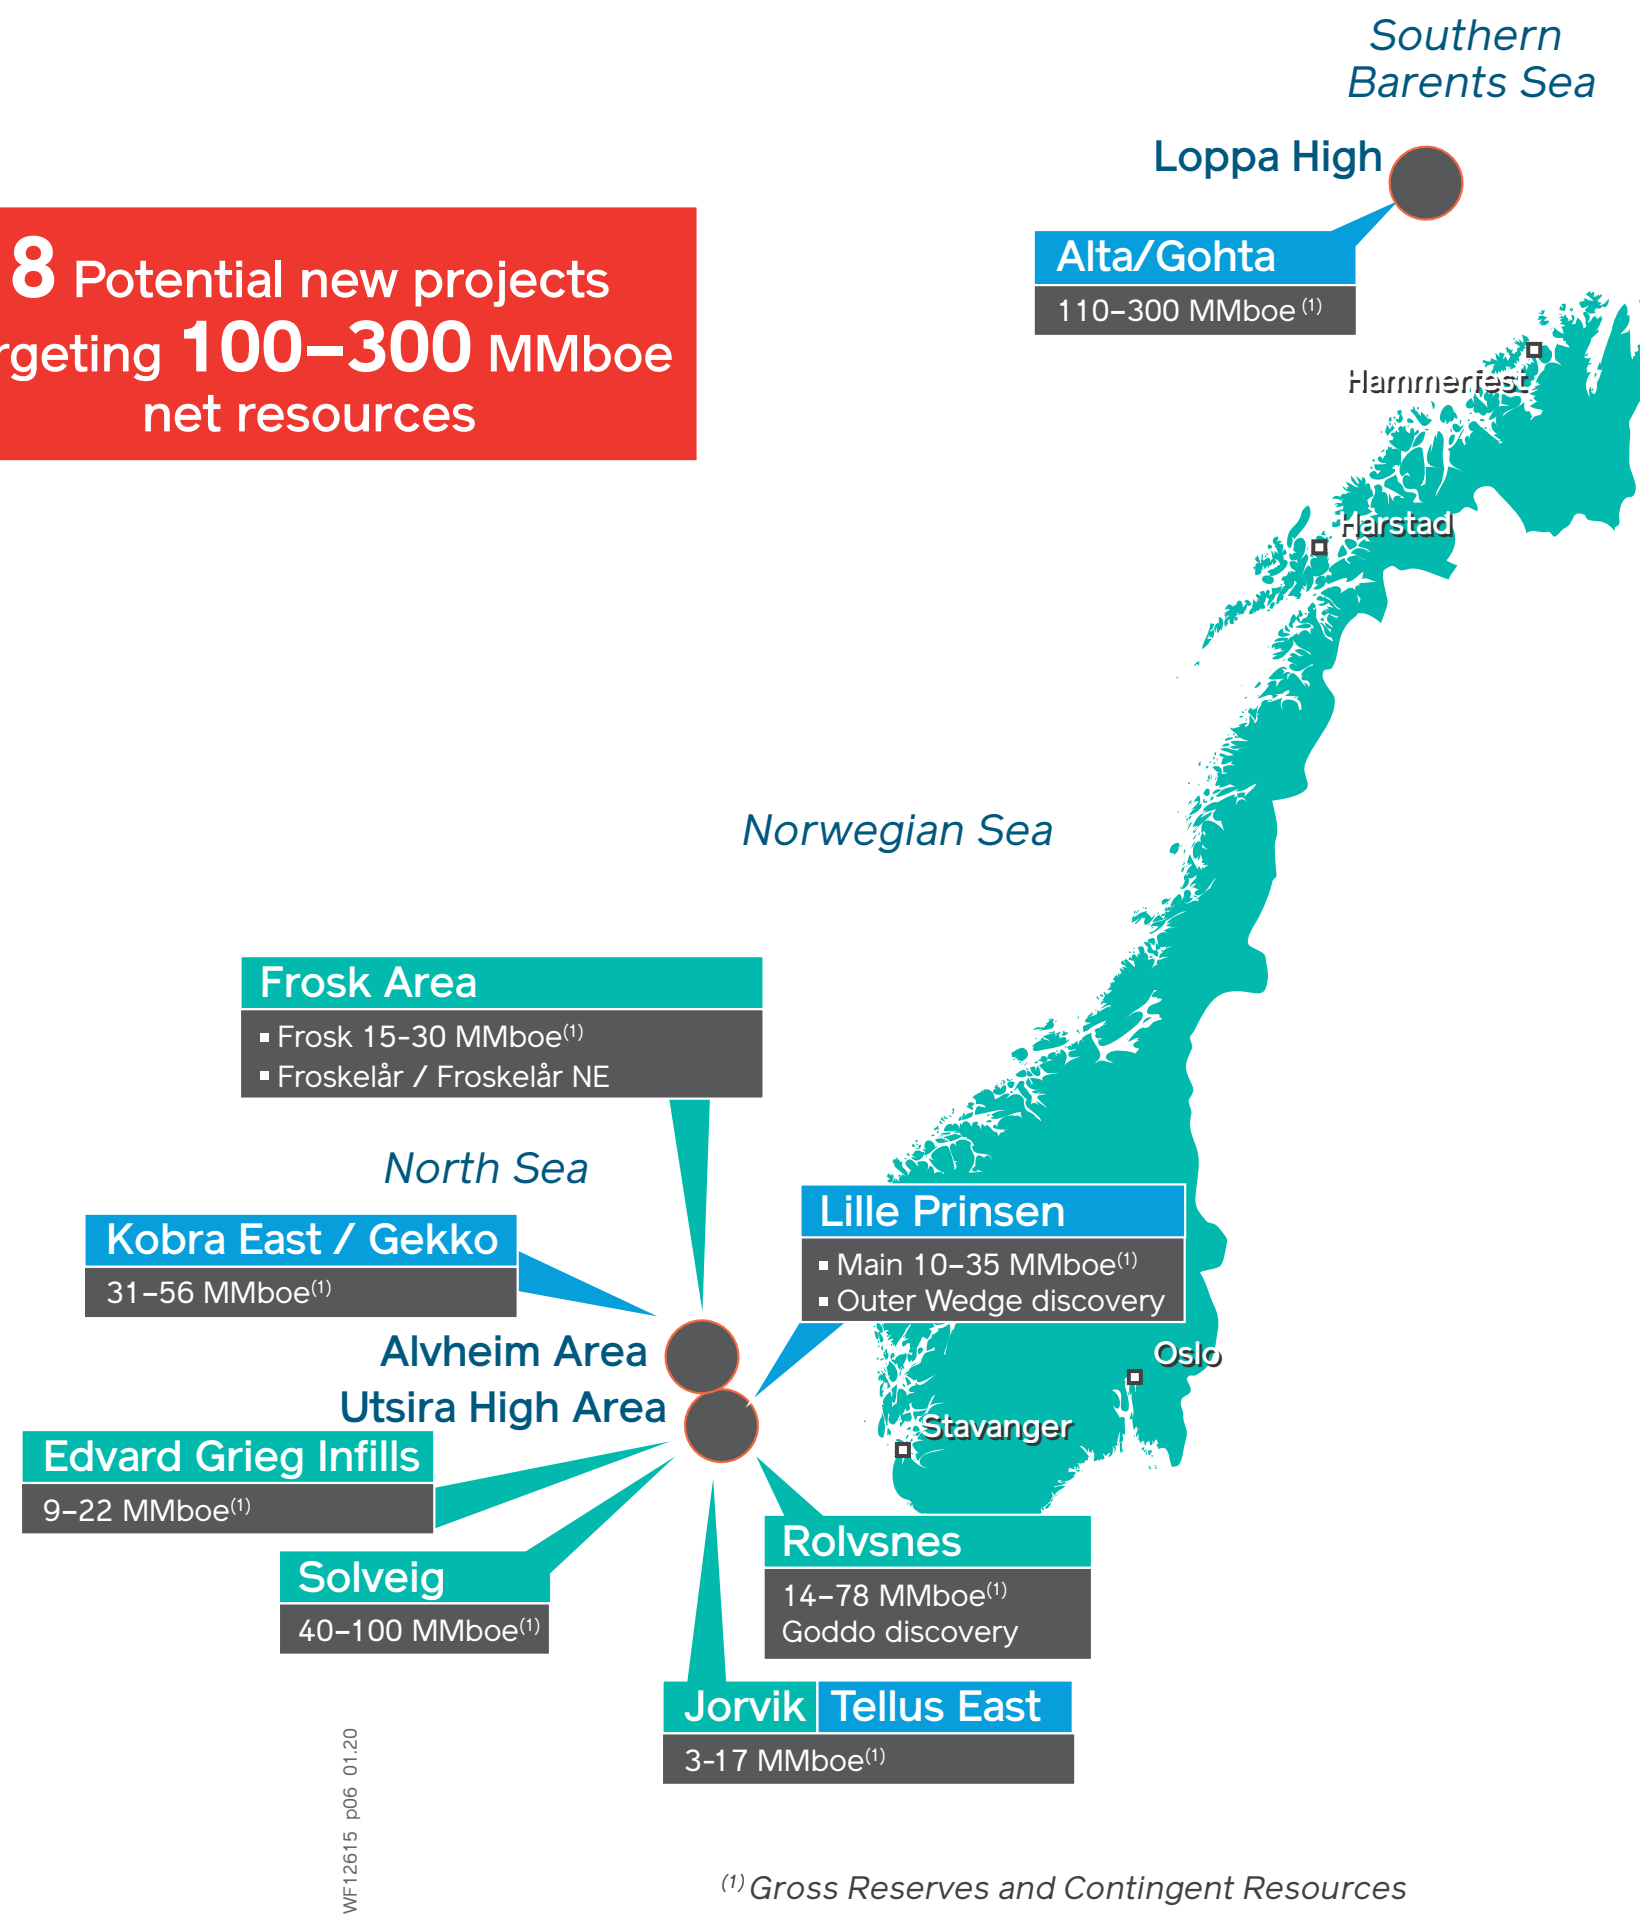 Southern
Barents Sea
Loppa High
Alta/Gohta
110–300 MMboe (1)
8 Potential new projects
rgeting 100–300 MMboe
net resources
Hammerfest
Harstad
Norwegian Sea
Frosk Area
▪ Frosk 15-30 MMboe(1)
▪ Froskelår / Froskelår NE
North Sea
Kobra East / Gekko
31–56 MMboe(1)
Lille Prinsen
▪ Main 10–35 MMboe(1)
▪ Outer Wedge discovery
Alvheim Area
Utsira High Area
Oslo
Stavanger
Edvard Grieg Infills
9–22 MMboe(1)
Solveig
40–100 MMboe(1)
Rolvsnes
14–78 MMboe(1)
Goddo discovery
Jorvik
Tellus East
3-17 MMboe(1)
WF12615 p06 01.20
(1) Gross Reserves and Contingent Resources